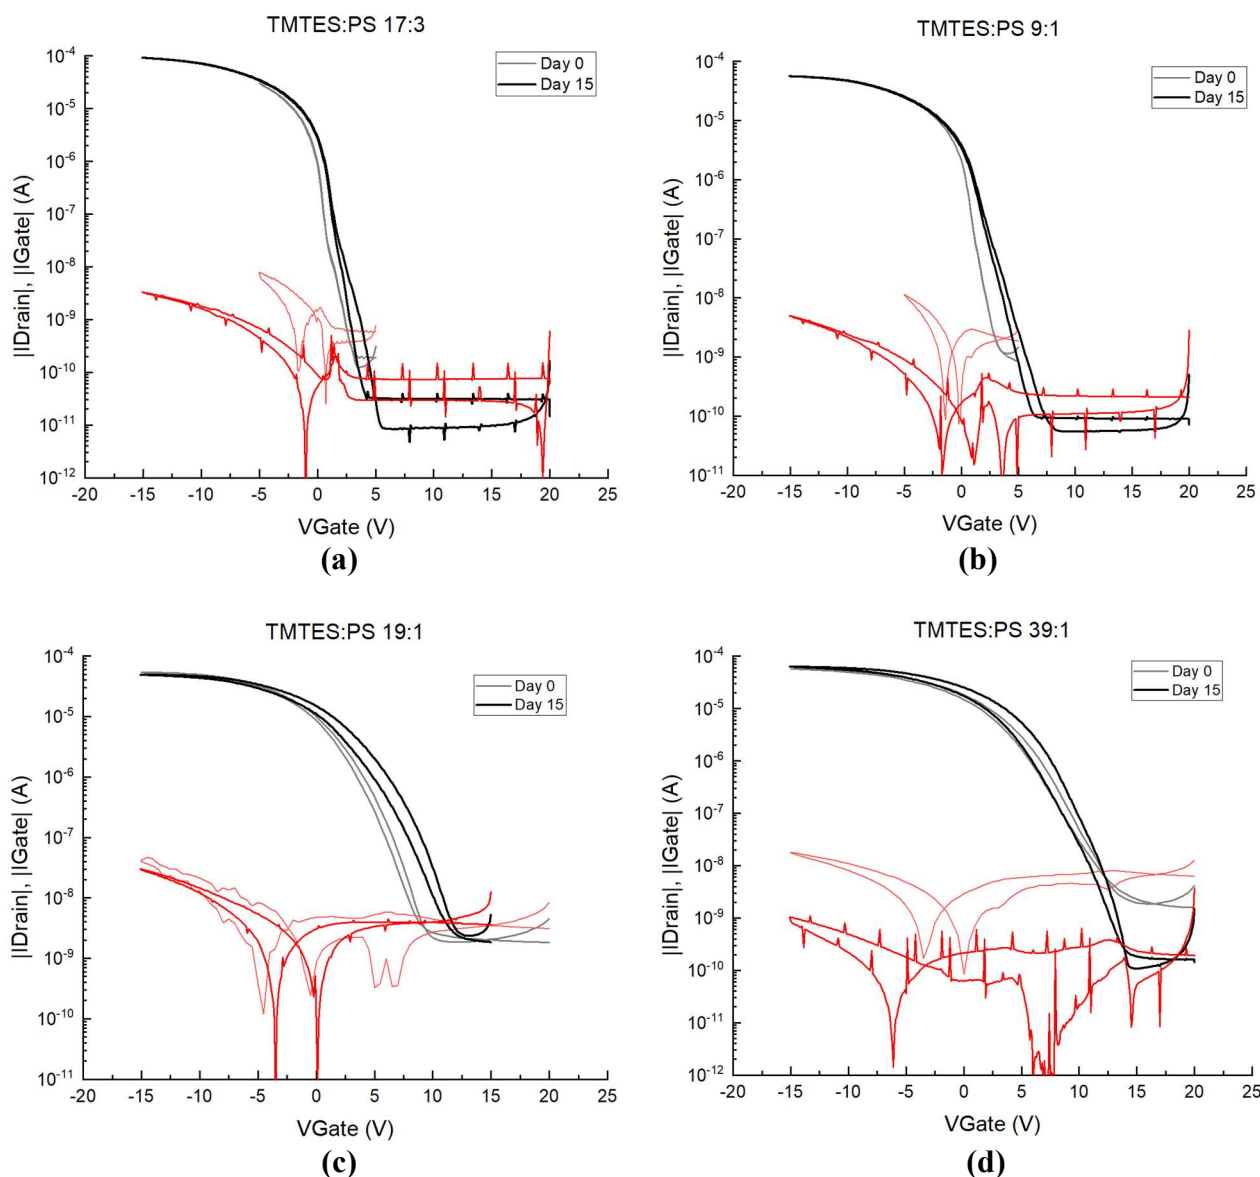 TMTES:PS 17:3
Day 0
Day 15
|IDrain|, |IGate| (A)
10⁻⁴
10⁻⁵
10⁻⁶
10⁻⁷
10⁻⁸
10⁻⁹
10⁻¹⁰
10⁻¹¹
10⁻¹²
-20 -15 -10 -5 0 5 10 15 20 25
VGate (V)
(a)
TMTES:PS 9:1
Day 0
Day 15
|IDrain|, |IGate| (A)
10⁻⁴
10⁻⁵
10⁻⁶
10⁻⁷
10⁻⁸
10⁻⁹
10⁻¹⁰
10⁻¹¹
-20 -15 -10 -5 0 5 10 15 20 25
VGate (V)
(b)
TMTES:PS 19:1
Day 0
Day 15
|IDrain|, |IGate| (A)
10⁻⁴
10⁻⁵
10⁻⁶
10⁻⁷
10⁻⁸
10⁻⁹
10⁻¹⁰
10⁻¹¹
-20 -15 -10 -5 0 5 10 15 20 25
VGate (V)
(c)
TMTES:PS 39:1
Day 0
Day 15
|IDrain|, |IGate| (A)
10⁻⁴
10⁻⁵
10⁻⁶
10⁻⁷
10⁻⁸
10⁻⁹
10⁻¹⁰
10⁻¹¹
10⁻¹²
-20 -15 -10 -5 0 5 10 15 20 25
VGate (V)
(d)